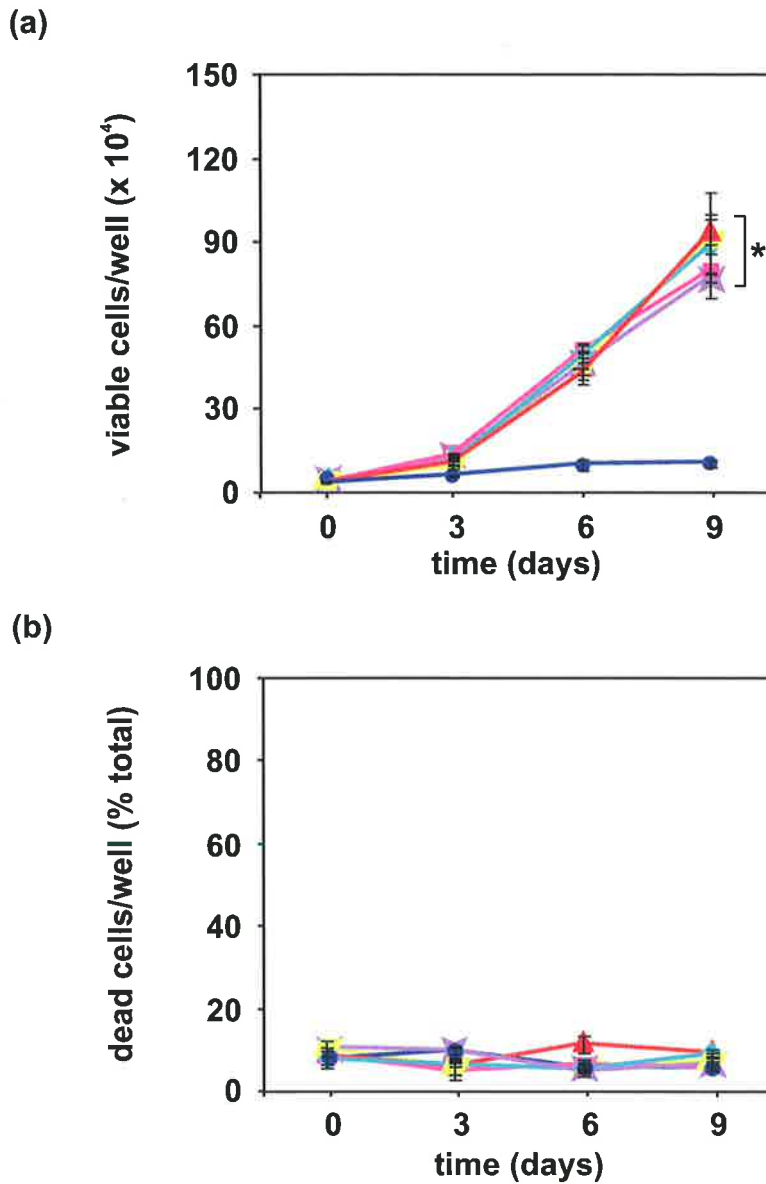 (a)
viable cells/well (x 10⁴)
150
120
90
60
30
0
*
0 3 6 9
time (days)
(b)
dead cells/well (% total)
100
80
60
40
20
0
0 3 6 9
time (days)